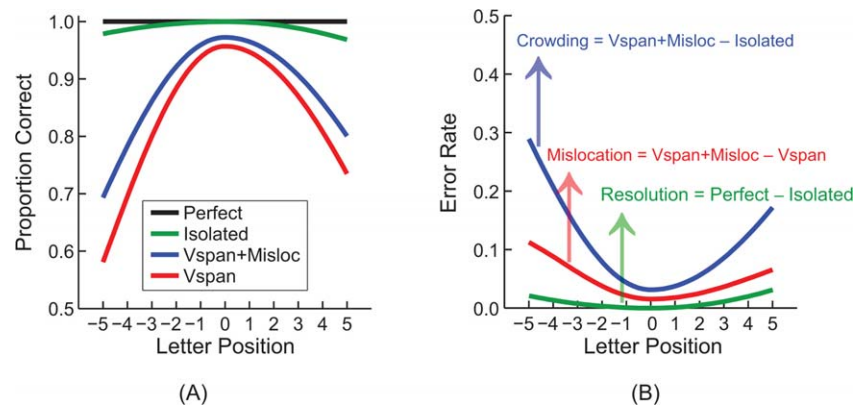 1.0
0.9
0.8
0.7
0.6
0.5
Proportion Correct
Perfect
Isolated
Vspan+Misloc
Vspan
−5 −4 −3 −2 −1 0 1 2 3 4 5
Letter Position
(A)
0.5
0.4
0.3
0.2
0.1
0.0
Error Rate
Crowding = Vspan+Misloc – Isolated
Mislocation = Vspan+Misloc – Vspan
Resolution = Perfect – Isolated
−5 −4 −3 −2 −1 0 1 2 3 4 5
Letter Position
(B)